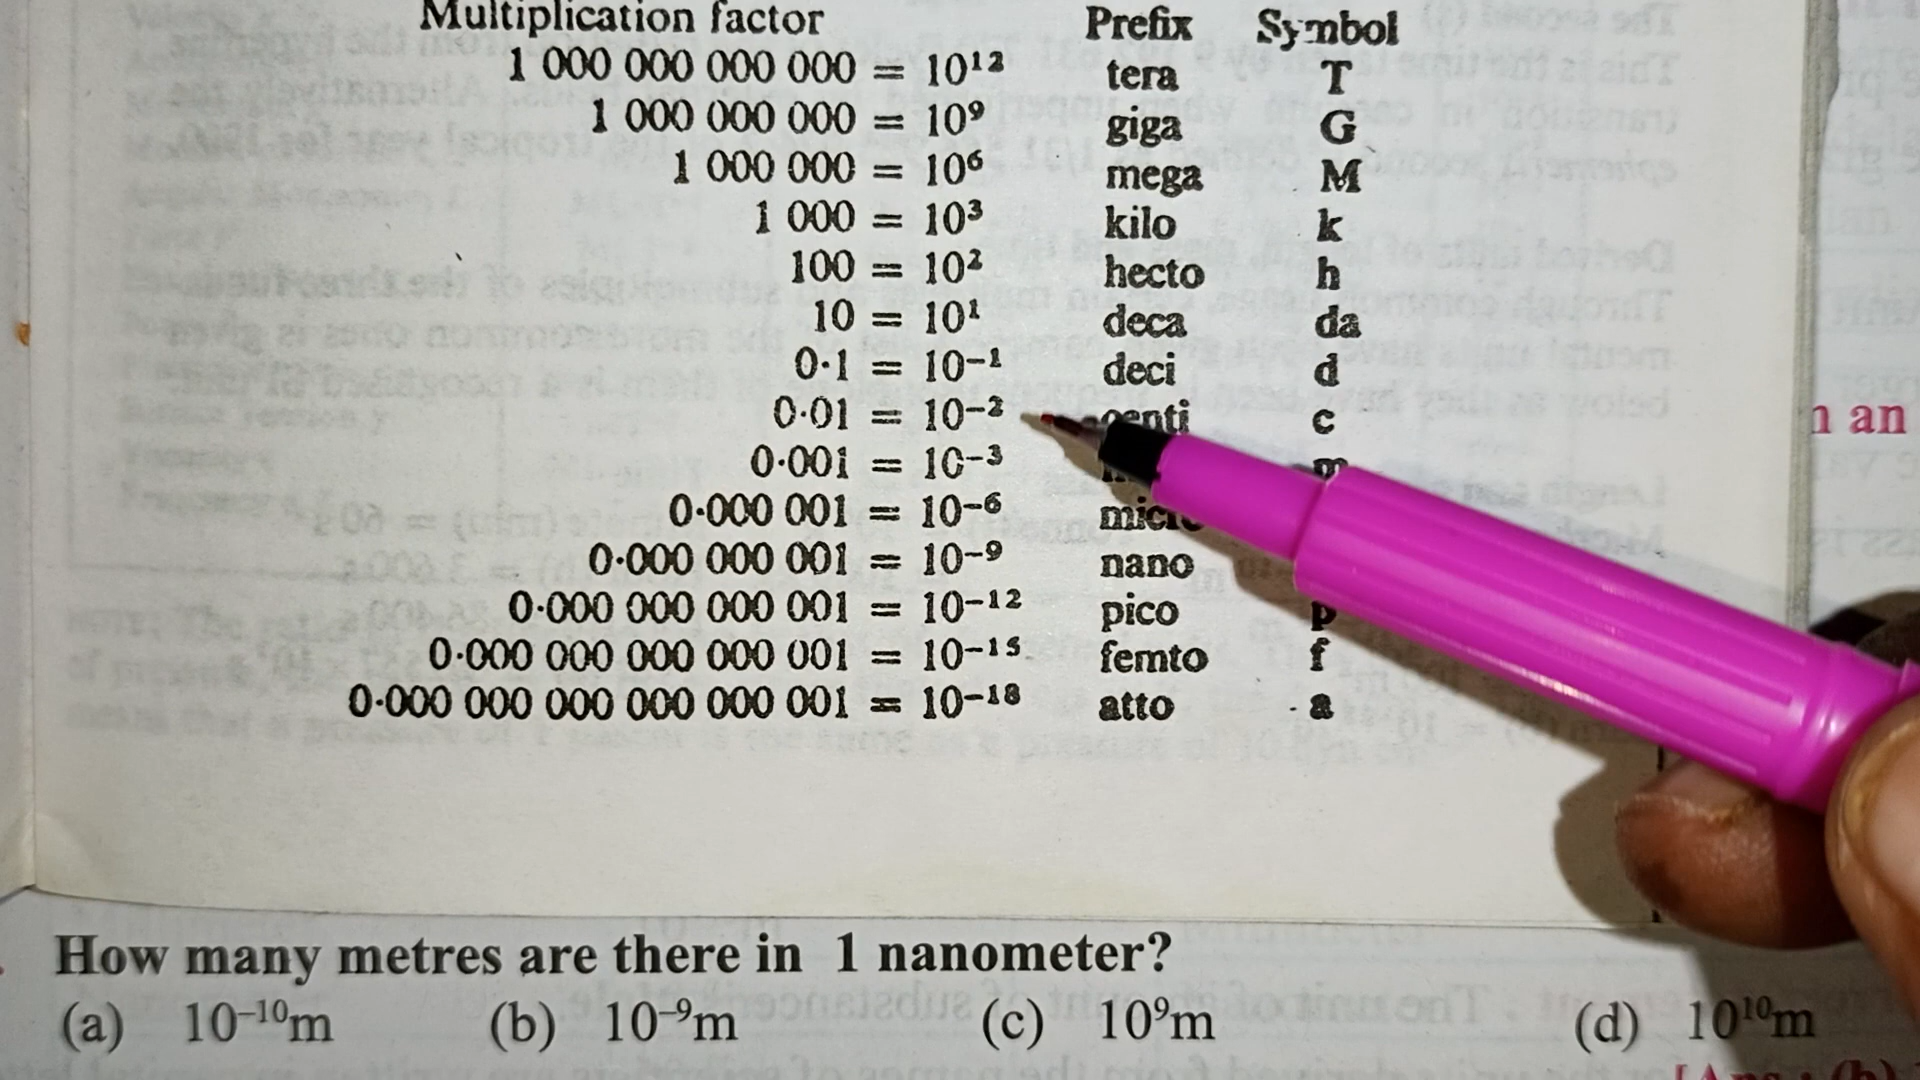 Multiplication factor Prefix Symbol
1 000 000 000 000 = 10¹² tera T
1 000 000 000 = 10⁹ giga G
1 000 000 = 10⁶ mega M
1 000 = 10³ kilo k
100 = 10² hecto h
10 = 10¹ deca da
0·1 = 10⁻¹ deci d
0·01 = 10⁻² centi c
0·001 = 10⁻³ m
0·000 001 = 10⁻⁶ micro
0·000 000 001 = 10⁻⁹ nano
0·000 000 000 001 = 10⁻¹² pico p
0·000 000 000 000 001 = 10⁻¹⁵ femto f
0·000 000 000 000 000 001 = 10⁻¹⁸ atto a
How many metres are there in 1 nanometer?
(a) 10⁻¹⁰m (b) 10⁻⁹m (c) 10⁹m (d) 10¹⁰m
[Ans : (b)
an